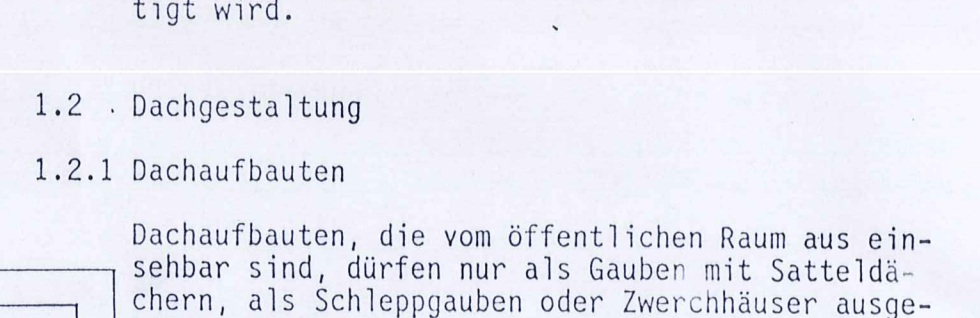 tigt wird.
1.2 . Dachgestaltung
1.2.1 Dachaufbauten
Dachaufbauten, die vom öffentlichen Raum aus ein-
sehbar sind, dürfen nur als Gauben mit Satteldä-
chern, als Schleppgauben oder Zwerchhäuser ausge-